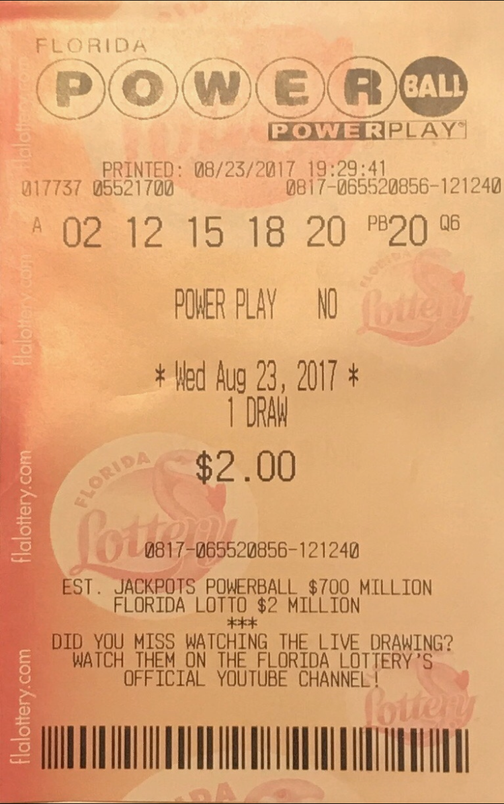 FLORIDA
POWER BALL
POWERPLAY
PRINTED: 08/23/2017 19:29:41
017737 05521700 0817-065520856-121240
A 02 12 15 18 20 PB20 Q6
FLORIDA
Lottery
POWER PLAY NO
* Wed Aug 23, 2017 *
1 DRAW
$2.00
FLORIDA
Lottery
0817-065520856-121240
EST. JACKPOTS POWERBALL $700 MILLION
FLORIDA LOTTO $2 MILLION
***
DID YOU MISS WATCHING THE LIVE DRAWING?
WATCH THEM ON THE FLORIDA LOTTERY'S
OFFICIAL YOUTUBE CHANNEL!
Lottery
flalottery.com
flalottery.com
flalottery.com
flalottery.com